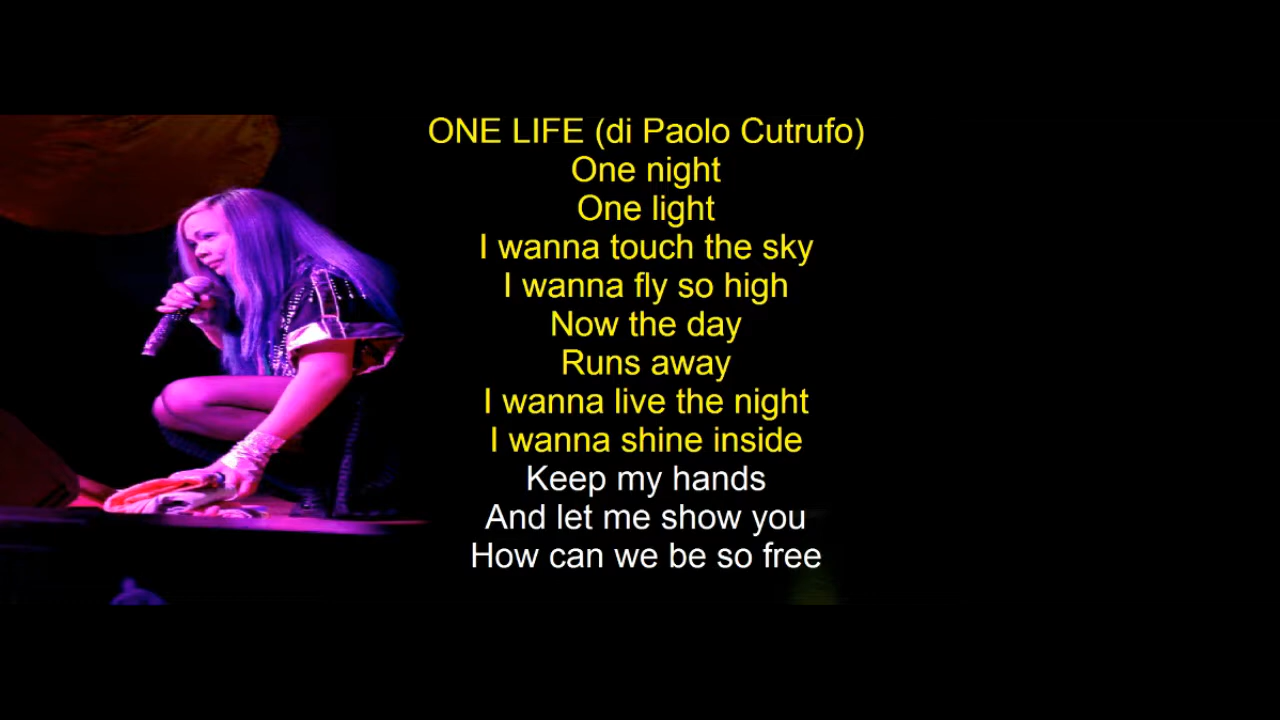 ONE LIFE (di Paolo Cutrufo)
One night
One light
I wanna touch the sky
I wanna fly so high
Now the day
Runs away
I wanna live the night
I wanna shine inside
Keep my hands
And let me show you
How can we be so free